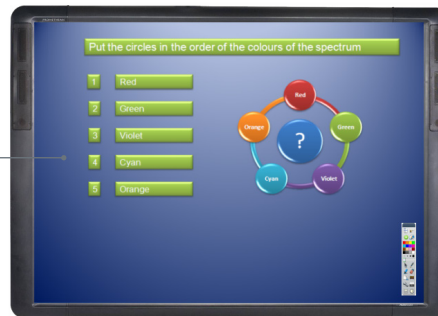 Put the circles in the order of the colours of the spectrum
1 Red
2 Green
3 Violet
4 Cyan
5 Orange
Red
Orange
Green
?
Cyan
Violet